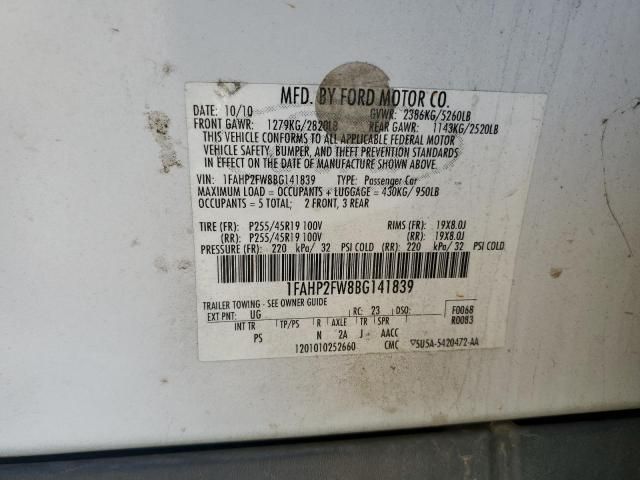 MFD. BY FORD MOTOR CO.
DATE: 10/10 GVWR: 2386KG/5260LB
FRONT GAWR: 1279KG/2820LB REAR GAWR: 1143KG/2520LB
THIS VEHICLE CONFORMS TO ALL APPLICABLE FEDERAL MOTOR
VEHICLE SAFETY, BUMPER, AND THEFT PREVENTION STANDARDS
IN EFFECT ON THE DATE OF MANUFACTURE SHOWN ABOVE.
VIN: 1FAHP2FW8BG141839 TYPE: Passenger Car
MAXIMUM LOAD = OCCUPANTS + LUGGAGE = 430KG/ 950LB
OCCUPANTS = 5 TOTAL; 2 FRONT, 3 REAR
TIRE (FR): P255/45R19 100V RIMS (FR): 19X8.0J
(RR): P255/45R19 100V (RR): 19X8.0J
PRESSURE (FR): 220 kPa/ 32 PSI COLD (RR) 220 kPa/ 32 PSI COLD
1FAHP2FW8BG141839
TRAILER TOWING - SEE OWNER GUIDE
EXT PNT: UG RC: 23 DSO: F0068
R0083
INT TR TP/PS R AXLE TR SPR
PS N 2A J AACC
1201010252660 CMC 5U5A-5420472-AA